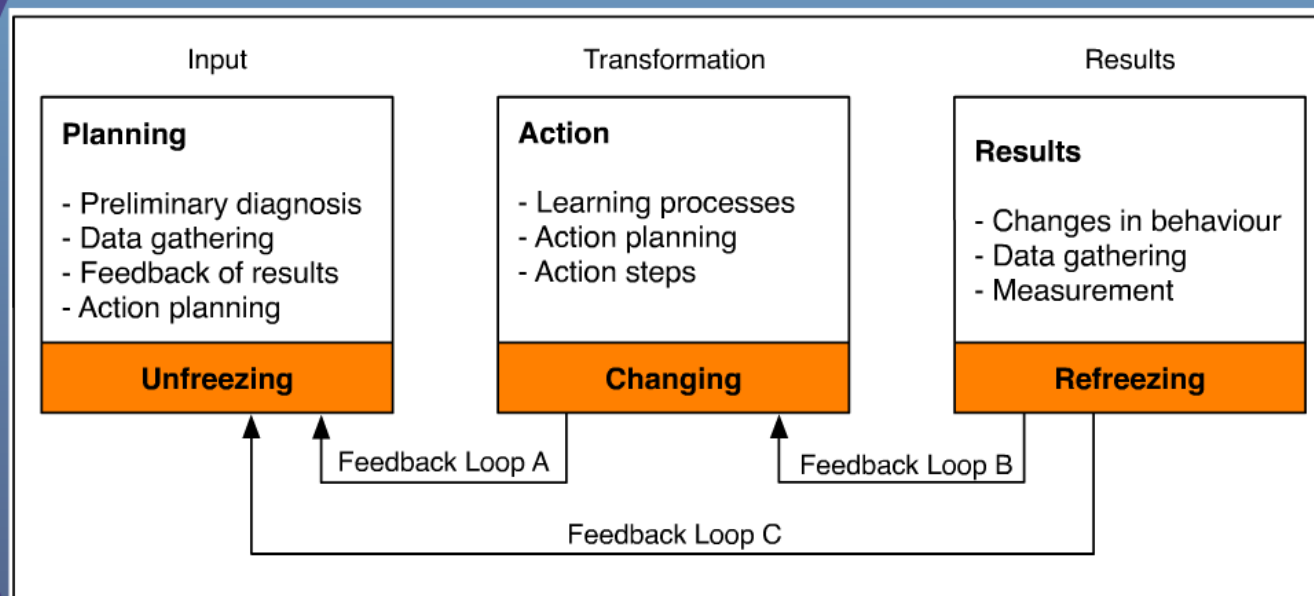 Input
Transformation
Results
Planning
- Preliminary diagnosis
- Data gathering
- Feedback of results
- Action planning
Unfreezing
Action
- Learning processes
- Action planning
- Action steps
Changing
Results
- Changes in behaviour
- Data gathering
- Measurement
Refreezing
Feedback Loop A
Feedback Loop B
Feedback Loop C